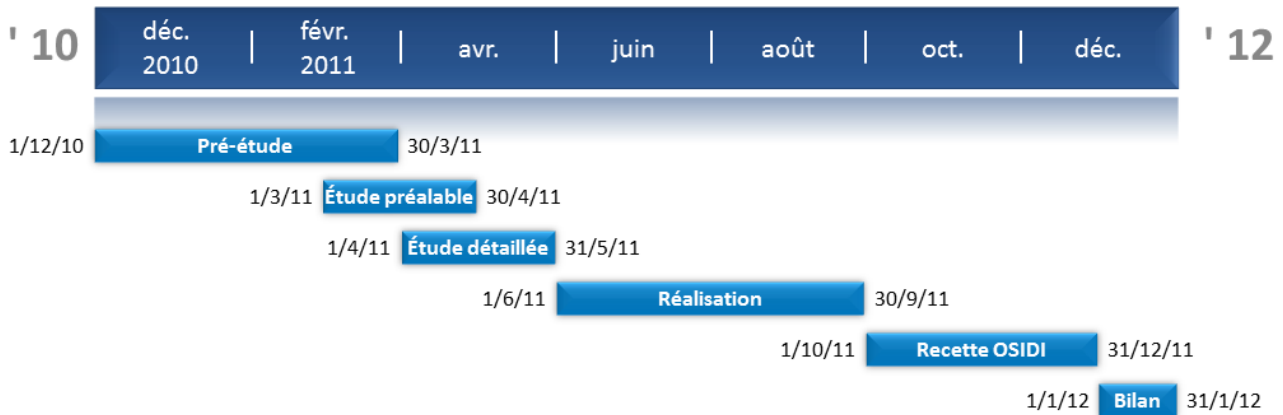 ' 10
déc.
2010
févr.
2011
avr.
juin
août
oct.
déc.
' 12
1/12/10 Pré-étude 30/3/11
1/3/11 Étude préalable 30/4/11
1/4/11 Étude détaillée 31/5/11
1/6/11 Réalisation 30/9/11
1/10/11 Recette OSIDI 31/12/11
1/1/12 Bilan 31/1/12